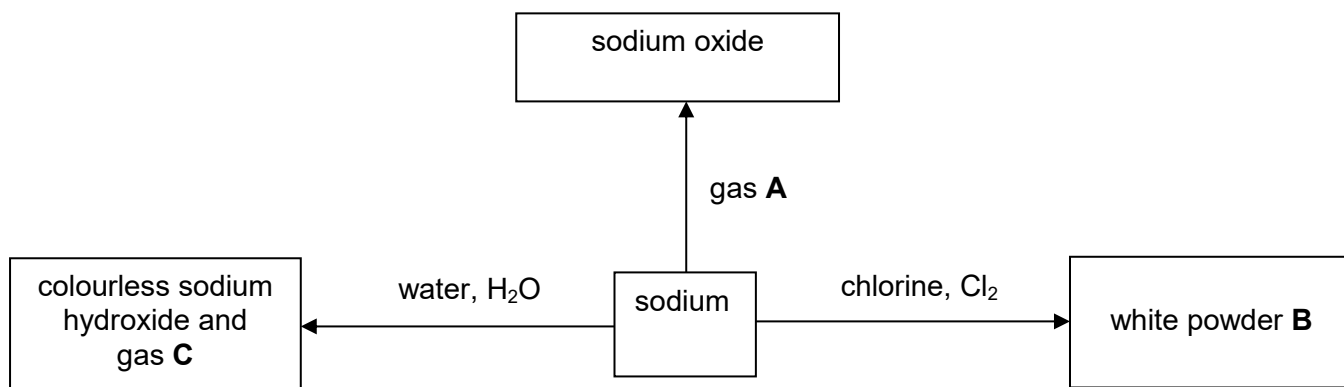 sodium oxide
gas A
water, H₂O
chlorine, Cl₂
colourless sodium
hydroxide and
gas C
sodium
white powder B